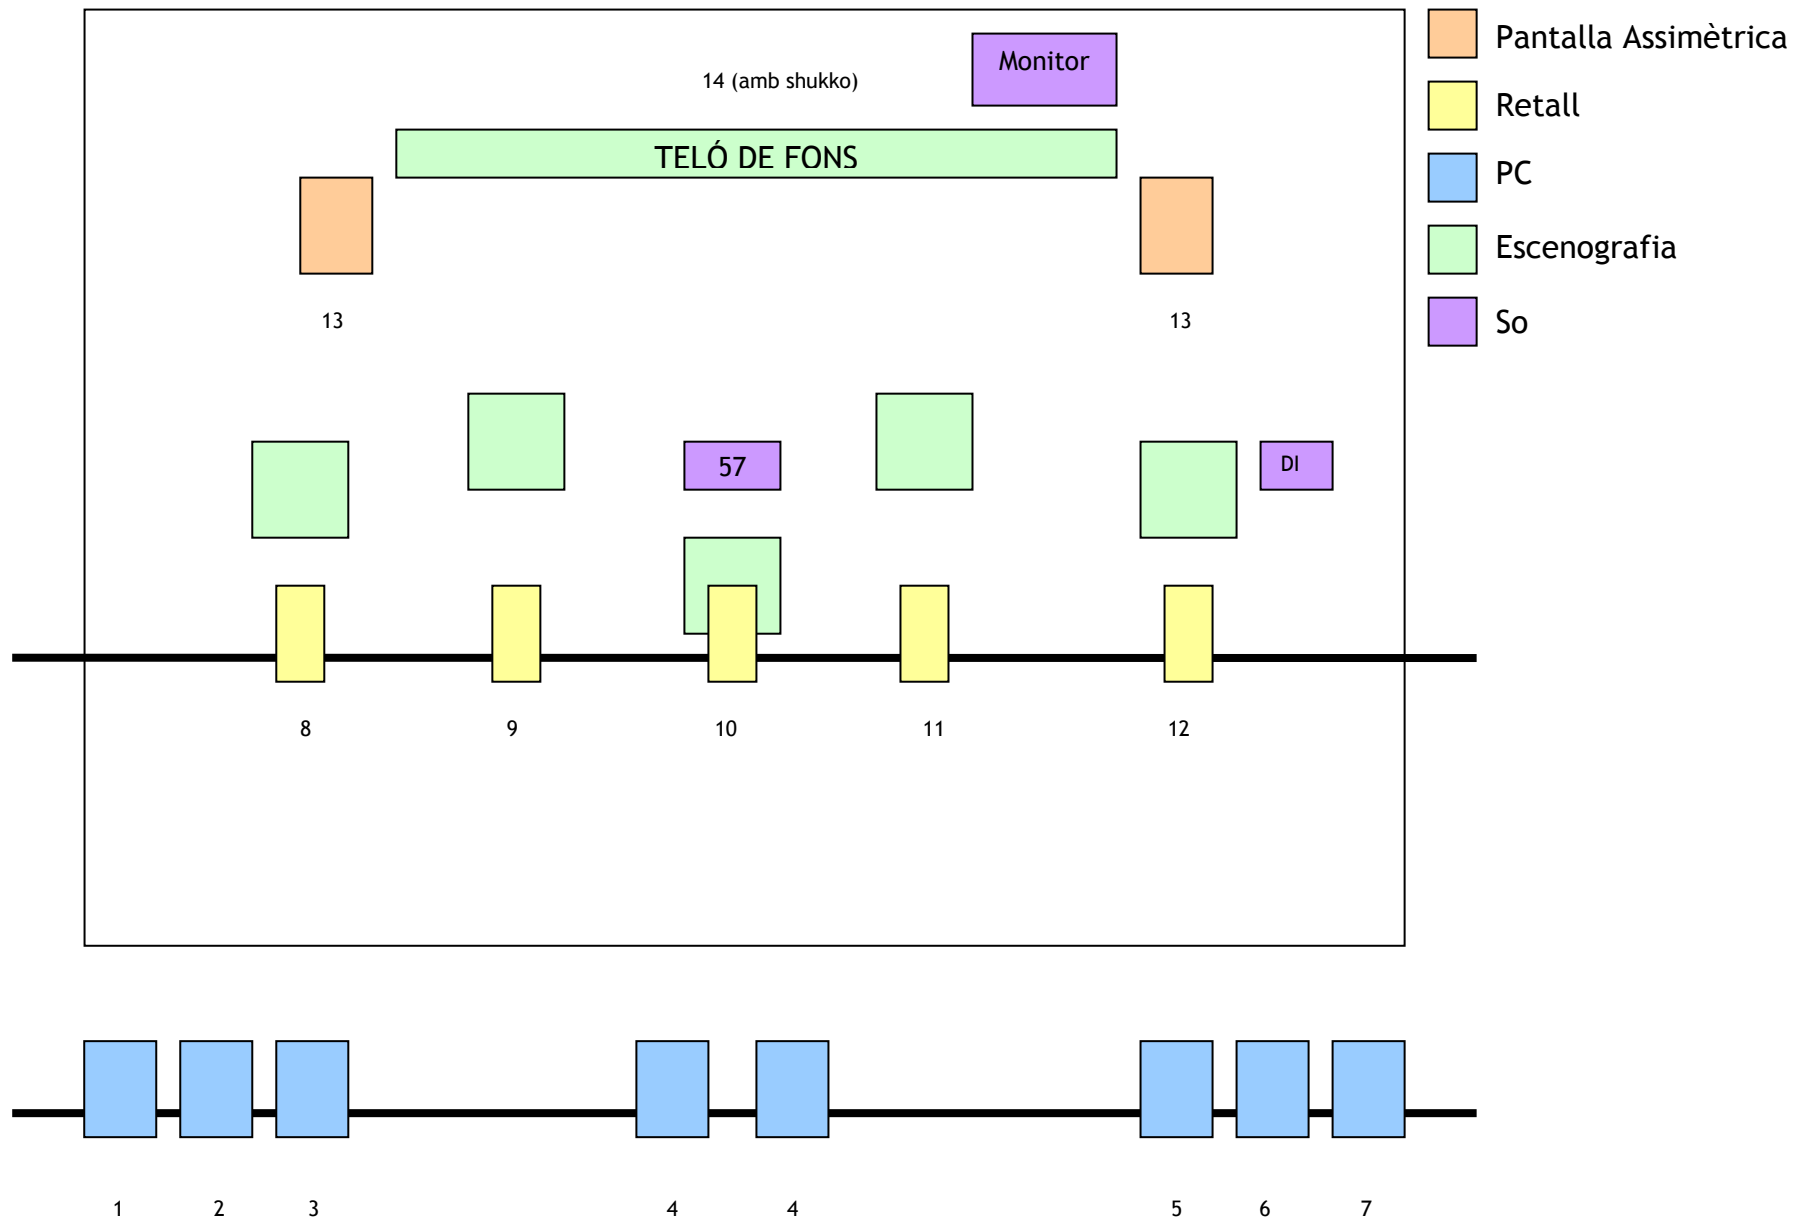 Pantalla Assimètrica
Monitor
14 (amb shukko)
Retall
TELÓ DE FONS
PC
Escenografia
13
13
So
57
DI
8
9
10
11
12
1
2
3
4
4
5
6
7